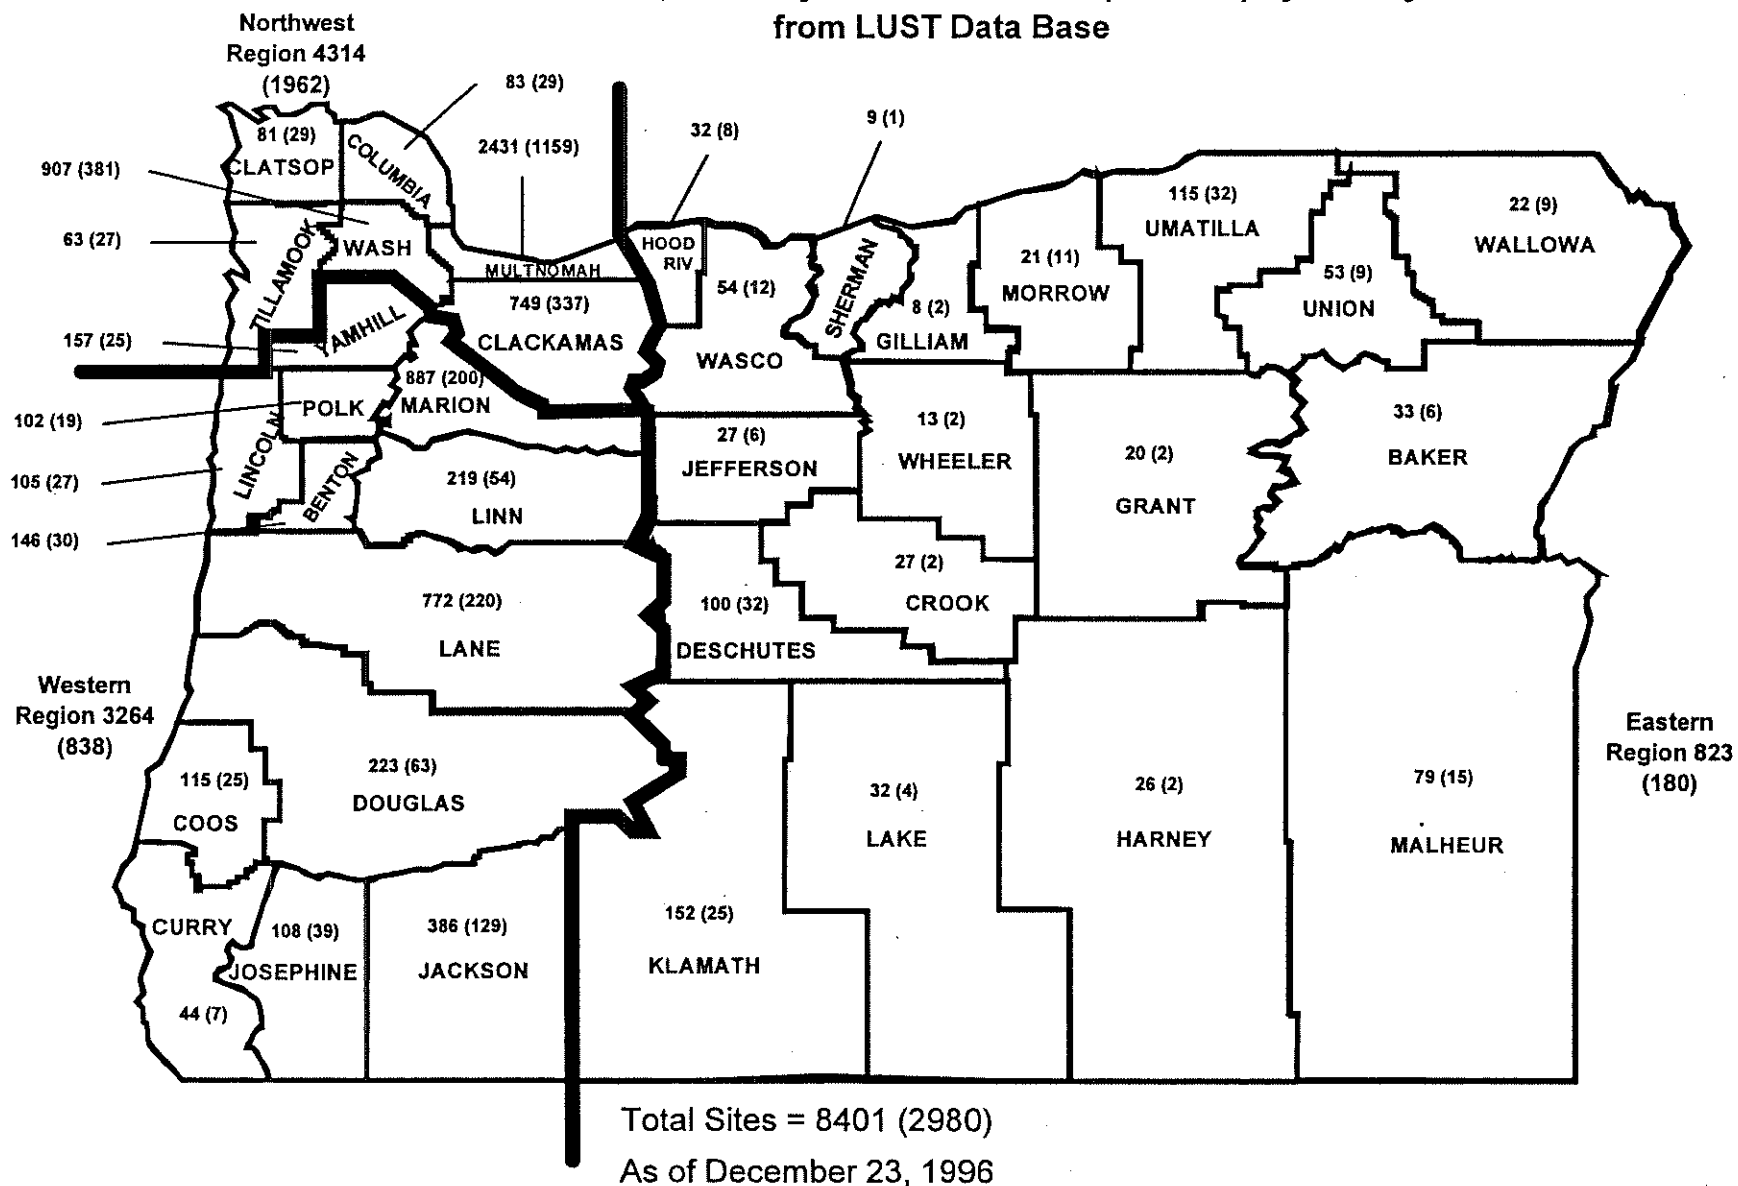 from LUST Data Base
Northwest
Region 4314
(1962)
83 (29)
2431 (1159)
32 (8)
9 (1)
81 (29)
CLATSOP
COLUMBIA
907 (381)
63 (27)
TILLAMOOK
WASH
MULTNOMAH
HOOD
RIV
54 (12)
WASCO
SHERMAN
8 (2)
GILLIAM
21 (11)
MORROW
115 (32)
UMATILLA
53 (9)
UNION
22 (9)
WALLOWA
157 (25)
YAMHILL
749 (337)
CLACKAMAS
887 (200)
MARION
102 (19)
POLK
105 (27)
LINCOLN
146 (30)
BENTON
219 (54)
LINN
27 (6)
JEFFERSON
13 (2)
WHEELER
20 (2)
GRANT
33 (6)
BAKER
772 (220)
LANE
100 (32)
DESCHUTES
27 (2)
CROOK
Western
Region 3264
(838)
Eastern
Region 823
(180)
115 (25)
COOS
223 (63)
DOUGLAS
32 (4)
LAKE
26 (2)
HARNEY
79 (15)
MALHEUR
CURRY
44 (7)
108 (39)
JOSEPHINE
386 (129)
JACKSON
152 (25)
KLAMATH
Total Sites = 8401 (2980)
As of December 23, 1996